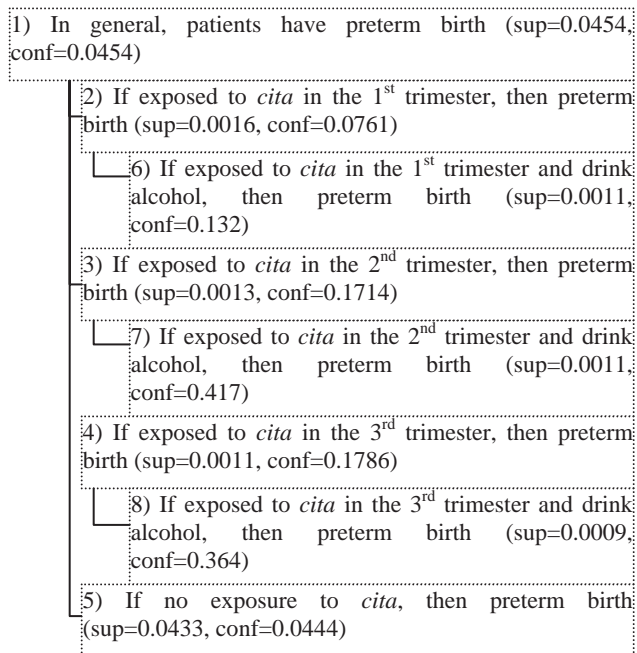 1) In general, patients have preterm birth (sup=0.0454,
conf=0.0454)
2) If exposed to cita in the 1st trimester, then preterm
birth (sup=0.0016, conf=0.0761)
6) If exposed to cita in the 1st trimester and drink
alcohol, then preterm birth (sup=0.0011,
conf=0.132)
3) If exposed to cita in the 2nd trimester, then preterm
birth (sup=0.0013, conf=0.1714)
7) If exposed to cita in the 2nd trimester and drink
alcohol, then preterm birth (sup=0.0011,
conf=0.417)
4) If exposed to cita in the 3rd trimester, then preterm
birth (sup=0.0011, conf=0.1786)
8) If exposed to cita in the 3rd trimester and drink
alcohol, then preterm birth (sup=0.0009,
conf=0.364)
5) If no exposure to cita, then preterm birth
(sup=0.0433, conf=0.0444)